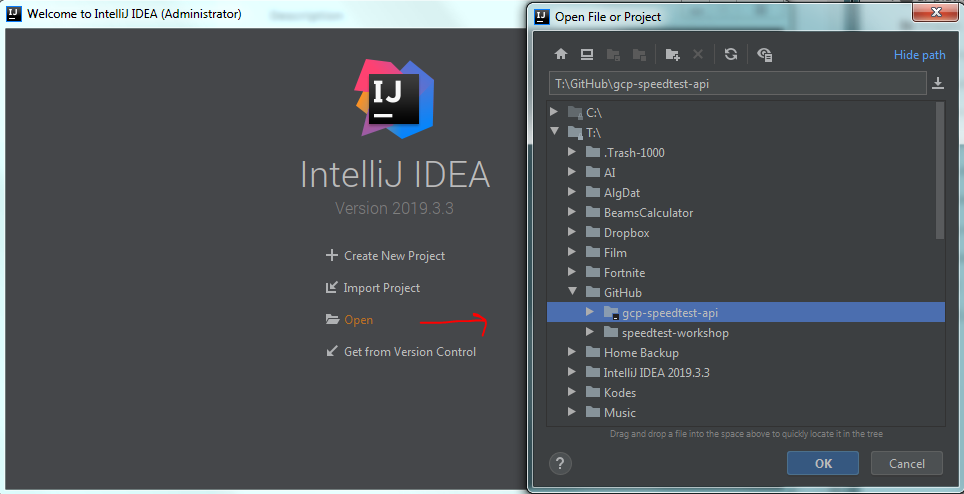 Welcome to IntelliJ IDEA (Administrator)
IJ
IntelliJ IDEA
Version 2019.3.3
Create New Project
Import Project
Open
Get from Version Control
Open File or Project
Hide path
T:\GitHub\gcp-speedtest-api
C:\
T:\
.Trash-1000
AI
AlgDat
BeamsCalculator
Dropbox
Film
Fortnite
GitHub
gcp-speedtest-api
speedtest-workshop
Home Backup
IntelliJ IDEA 2019.3.3
Kodes
Music
Drag and drop a file into the space above to quickly locate it in the tree
?
OK
Cancel